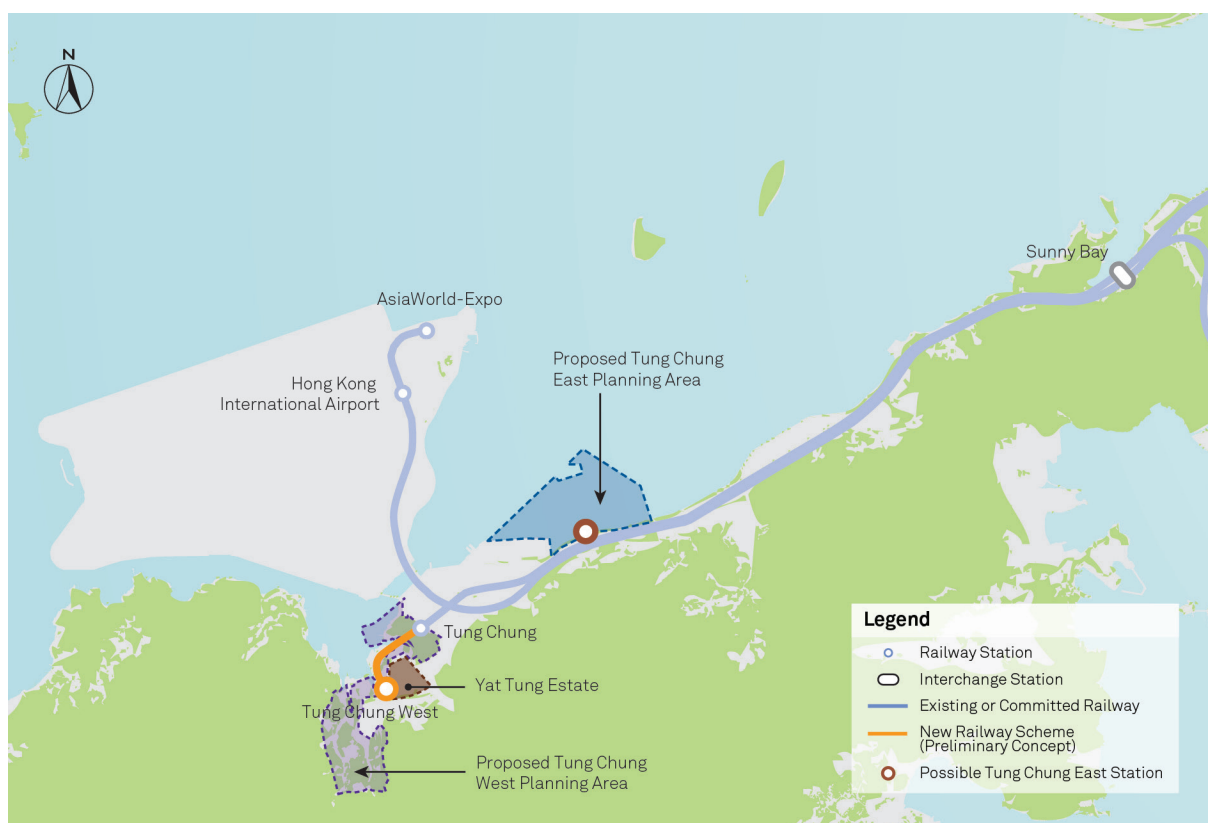 N
Sunny Bay
AsiaWorld-Expo
Proposed Tung Chung
East Planning Area
Hong Kong
International Airport
Tung Chung
Yat Tung Estate
Tung Chung West
Proposed Tung Chung
West Planning Area
Legend
Railway Station
Interchange Station
Existing or Committed Railway
New Railway Scheme
(Preliminary Concept)
Possible Tung Chung East Station